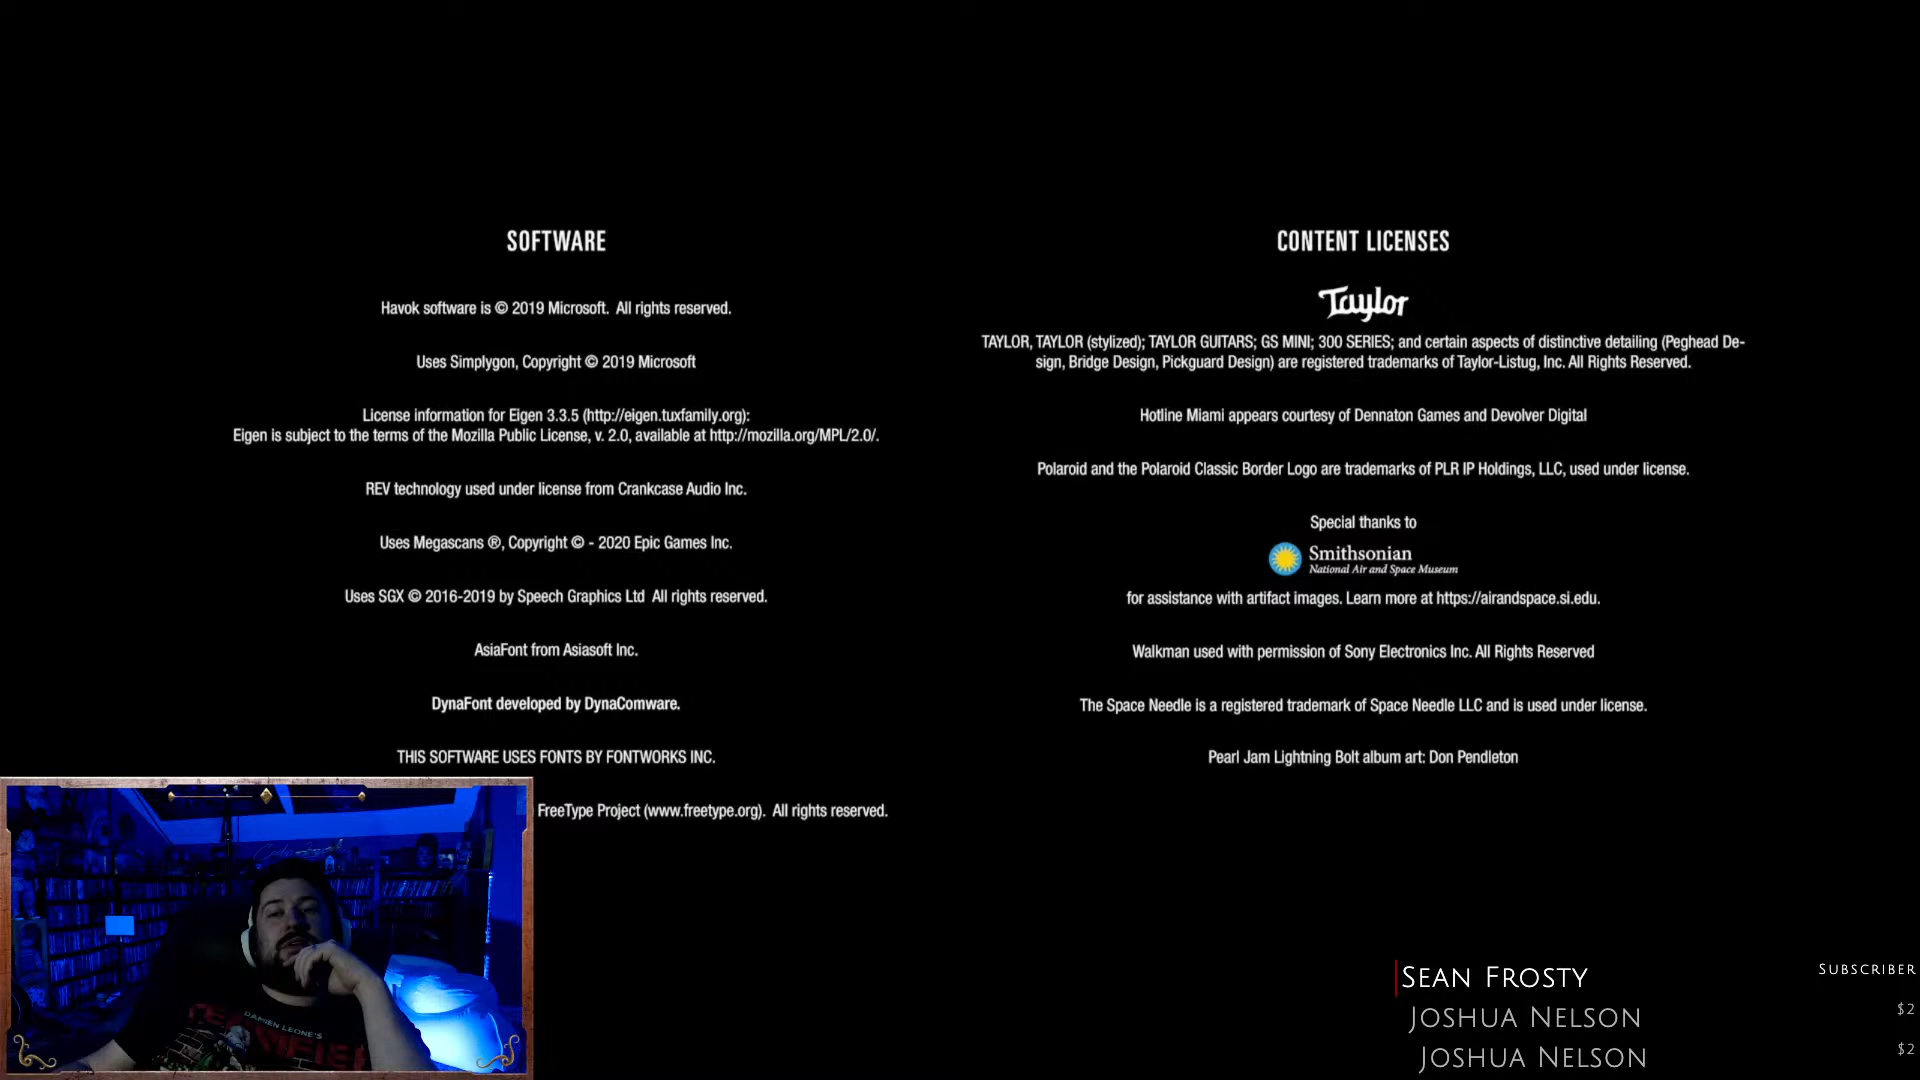 SOFTWARE
Havok software is © 2019 Microsoft. All rights reserved.
Uses Simplygon, Copyright © 2019 Microsoft
License information for Eigen 3.3.5 (http://eigen.tuxfamily.org):
Eigen is subject to the terms of the Mozilla Public License, v. 2.0, available at http://mozilla.org/MPL/2.0/.
REV technology used under license from Crankcase Audio Inc.
Uses Megascans ®, Copyright © - 2020 Epic Games Inc.
Uses SGX © 2016-2019 by Speech Graphics Ltd All rights reserved.
AsiaFont from Asiasoft Inc.
DynaFont developed by DynaComware.
THIS SOFTWARE USES FONTS BY FONTWORKS INC.
FreeType Project (www.freetype.org). All rights reserved.
CONTENT LICENSES
Taylor
TAYLOR, TAYLOR (stylized); TAYLOR GUITARS; GS MINI; 300 SERIES; and certain aspects of distinctive detailing (Peghead De-
sign, Bridge Design, Pickguard Design) are registered trademarks of Taylor-Listug, Inc. All Rights Reserved.
Hotline Miami appears courtesy of Dennaton Games and Devolver Digital
Polaroid and the Polaroid Classic Border Logo are trademarks of PLR IP Holdings, LLC, used under license.
Special thanks to
Smithsonian
National Air and Space Museum
for assistance with artifact images. Learn more at https://airandspace.si.edu.
Walkman used with permission of Sony Electronics Inc. All Rights Reserved
The Space Needle is a registered trademark of Space Needle LLC and is used under license.
Pearl Jam Lightning Bolt album art: Don Pendleton
DAMIEN LEONE'S
SEAN FROSTY SUBSCRIBER
JOSHUA NELSON $2
JOSHUA NELSON $2